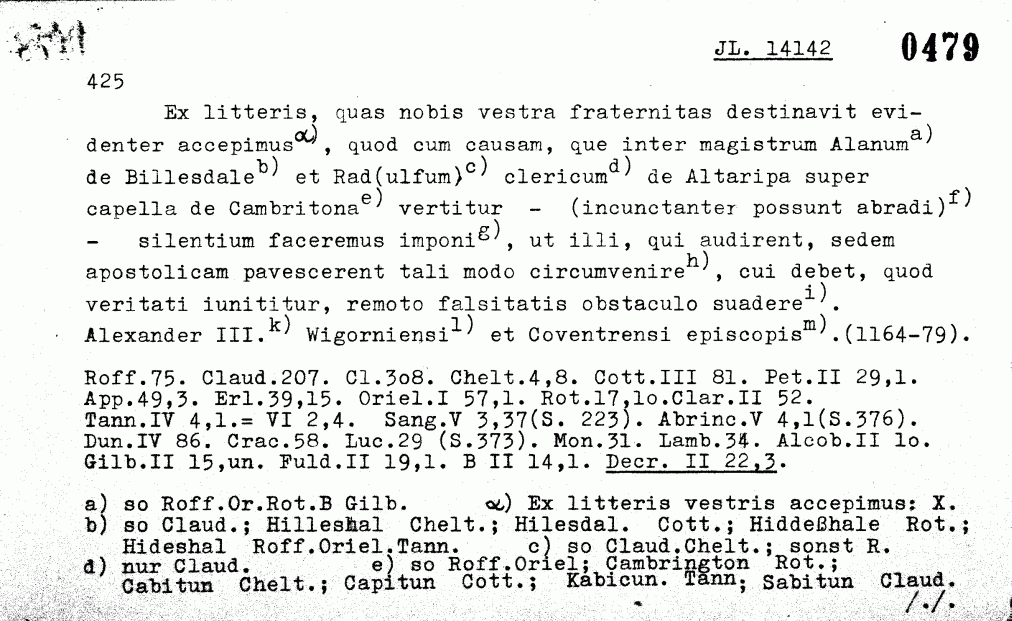 JL. 14142 0479
425
Ex litteris, quas nobis vestra fraternitas destinavit evi-
denter accepimus α), quod cum causam, que inter magistrum Alanum a)
de Billesdale b) et Rad(ulfum) c) clericum d) de Altaripa super
capella de Cambritona e) vertitur - (incunctanter possunt abradi) f)
- silentium faceremus imponi g), ut illi, qui audirent, sedem
apostolicam pavescerent tali modo circumvenire h), cui debet, quod
veritati iunititur, remoto falsitatis obstaculo suadere i).
Alexander III. k) Wigorniensi l) et Coventrensi episcopis m).(1164-79).
Roff.75. Claud.207. Cl.3o8. Chelt.4,8. Cott.III 81. Pet.II 29,1.
App.49,3. Erl.39,15. Oriel.I 57,1. Rot.17,lo.Clar.II 52.
Tann.IV 4,1.= VI 2,4. Sang.V 3,37(S. 223). Abrinc.V 4,1(S.376).
Dun.IV 86. Crac.58. Luc.29 (S.373). Mon.31. Lamb.34. Alcob.II lo.
Gilb.II 15,un. Fuld.II 19,1. B II 14,1. Decr. II 22,3.
a) so Roff.Or.Rot.B Gilb. α) Ex litteris vestris accepimus: X.
b) so Claud.; Hilleshal Chelt.; Hilesdal. Cott.; Hiddeßhale Rot.;
Hideshal Roff.Oriel.Tann. c) so Claud.Chelt.; sonst R.
d) nur Claud. e) so Roff.Oriel; Cambrington Rot.;
Cabitun Chelt.; Capitun Cott.; Kabicun. Tann; Sabitun Claud.
/./.